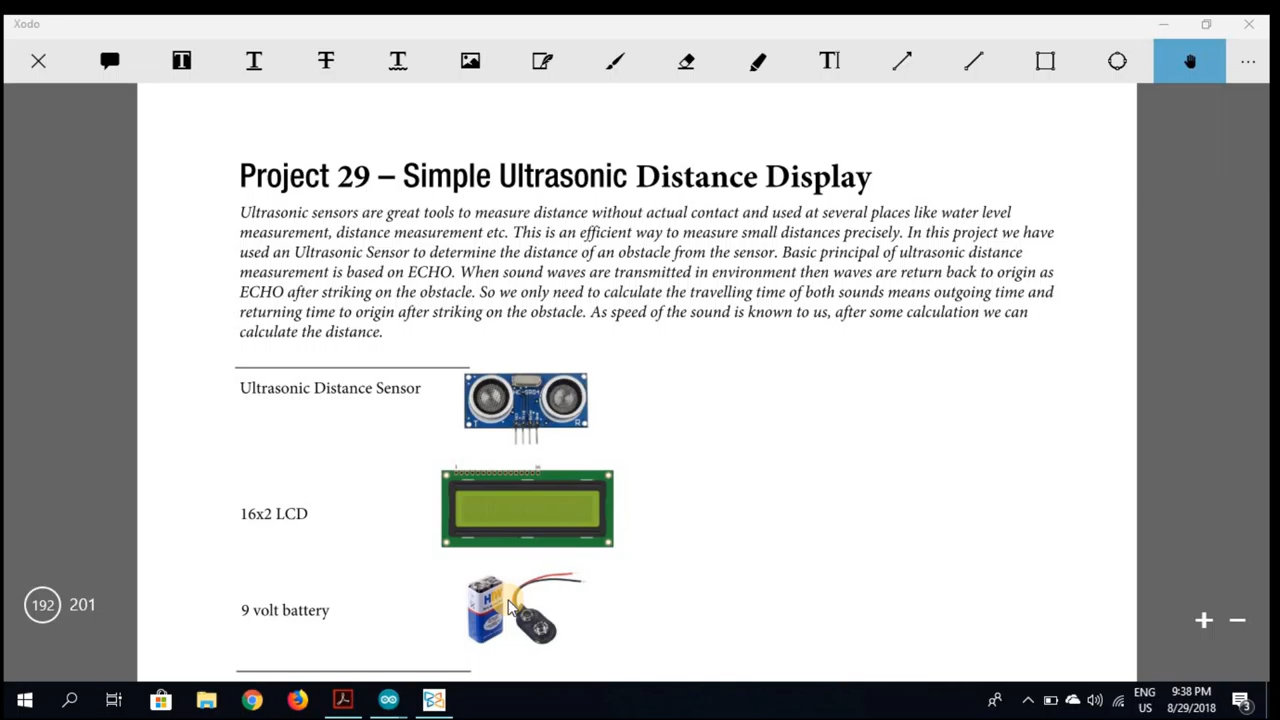 Xodo
Project 29 – Simple Ultrasonic Distance Display
Ultrasonic sensors are great tools to measure distance without actual contact and used at several places like water level
measurement, distance measurement etc. This is an efficient way to measure small distances precisely. In this project we have
used an Ultrasonic Sensor to determine the distance of an obstacle from the sensor. Basic principal of ultrasonic distance
measurement is based on ECHO. When sound waves are transmitted in environment then waves are return back to origin as
ECHO after striking on the obstacle. So we only need to calculate the travelling time of both sounds means outgoing time and
returning time to origin after striking on the obstacle. As speed of the sound is known to us, after some calculation we can
calculate the distance.
Ultrasonic Distance Sensor
HC-SR04
T R
16x2 LCD
192 201
9 volt battery
ENG 9:38 PM
US 8/29/2018
3